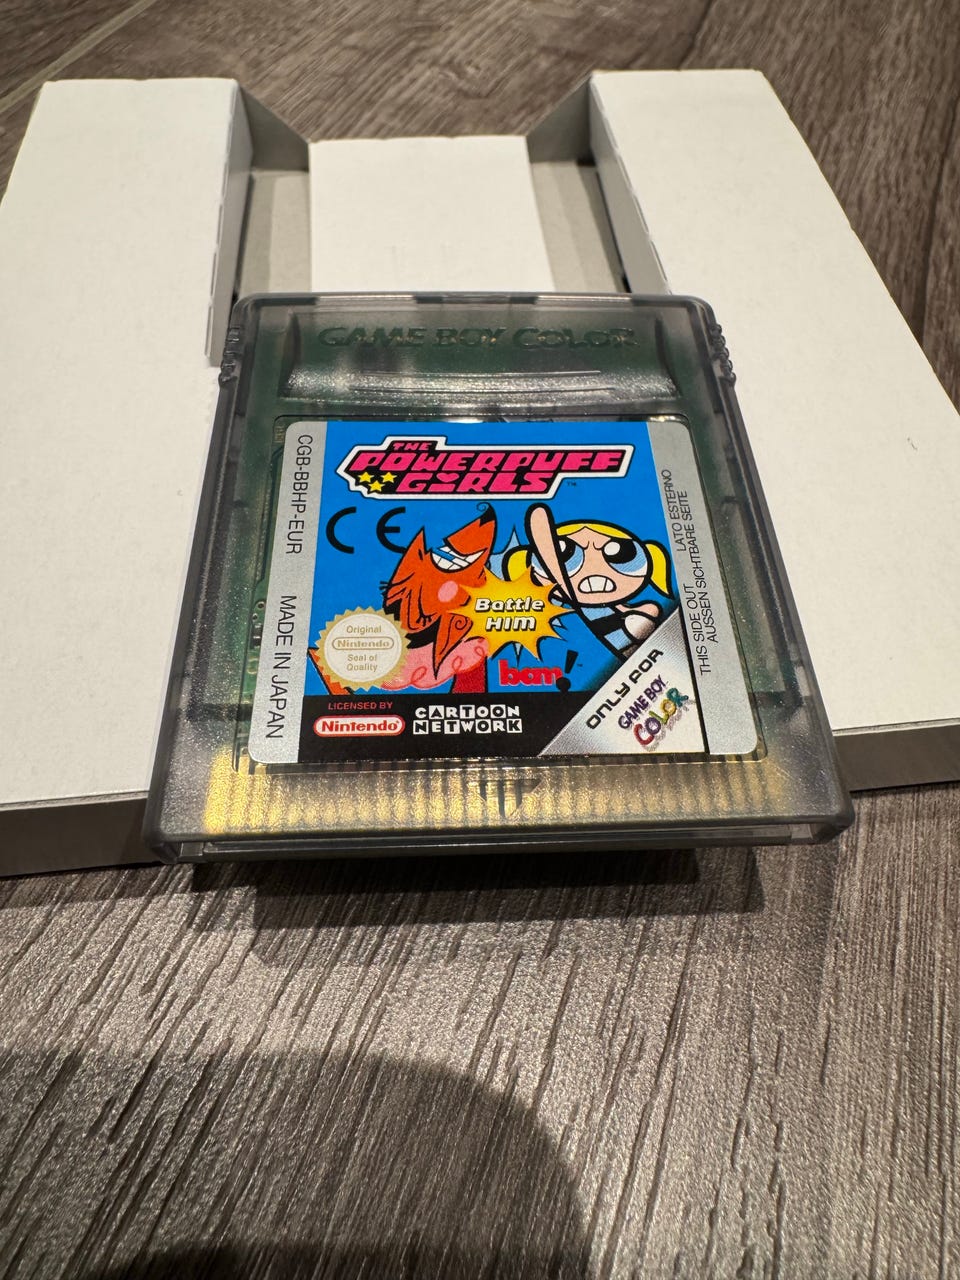 GAME BOY COLOR
CGB-BBHP-EUR
MADE IN JAPAN
THE
POWERPUFF
GIRLS
TM
CE
Battle
HIM
Original
Nintendo
Seal of
Quality
bam!
LICENSED BY
Nintendo
CARTOON
NETWORK
ONLY FOR
GAME BOY
COLOR
THIS SIDE OUT
LATO ESTERNO
AUSSEN SICHTBARE SEITE